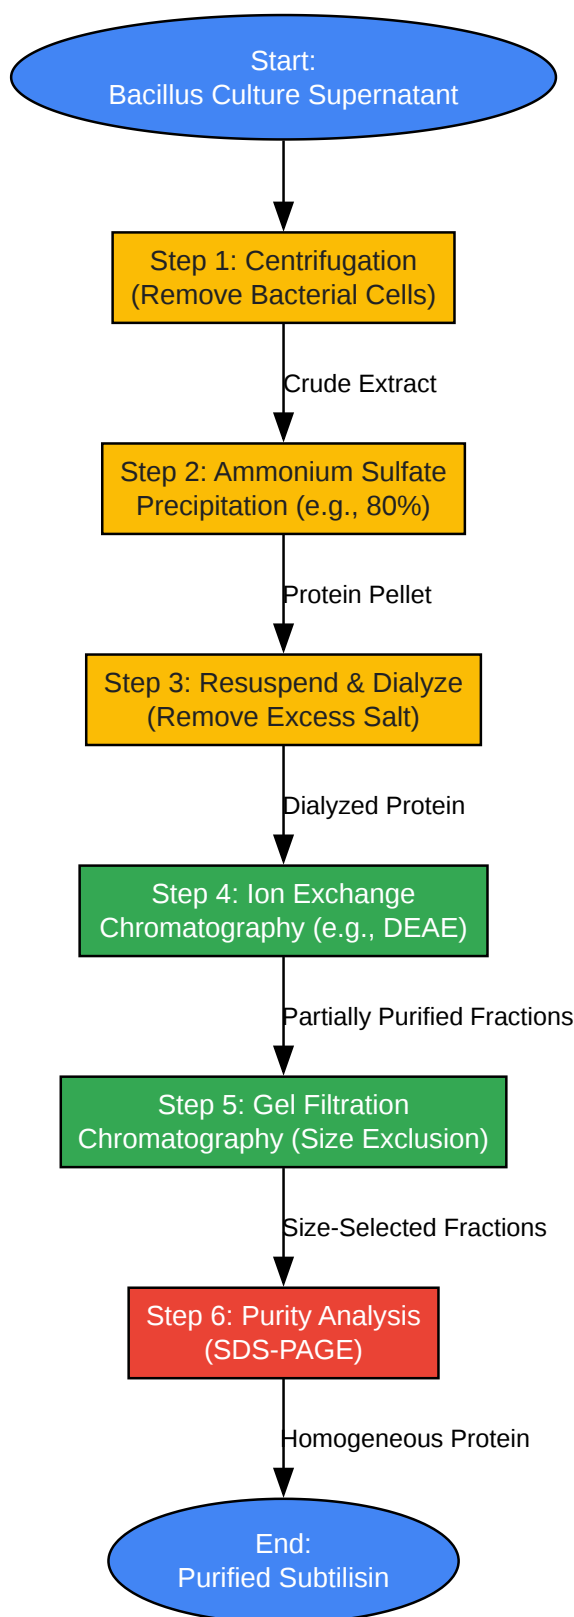 Start:
Bacillus Culture Supernatant
Step 1: Centrifugation
(Remove Bacterial Cells)
Crude Extract
Step 2: Ammonium Sulfate
Precipitation (e.g., 80%)
Protein Pellet
Step 3: Resuspend & Dialyze
(Remove Excess Salt)
Dialyzed Protein
Step 4: Ion Exchange
Chromatography (e.g., DEAE)
Partially Purified Fractions
Step 5: Gel Filtration
Chromatography (Size Exclusion)
Size-Selected Fractions
Step 6: Purity Analysis
(SDS-PAGE)
Homogeneous Protein
End:
Purified Subtilisin